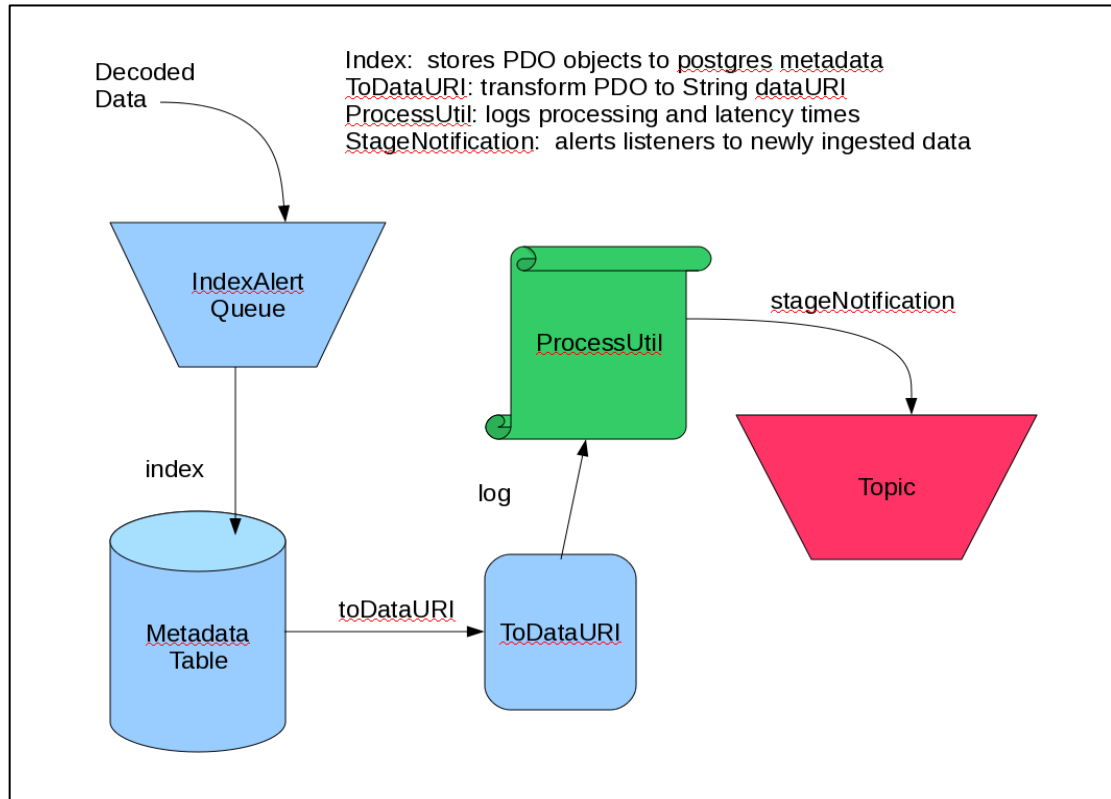 Decoded
Data
Index:  stores PDO objects to postgres metadata
ToDataURI: transform PDO to String dataURI
ProcessUtil: logs processing and latency times
StageNotification:  alerts listeners to newly ingested data
IndexAlert
Queue
ProcessUtil
stageNotification
index
log
Topic
toDataURI
Metadata
Table
ToDataURI